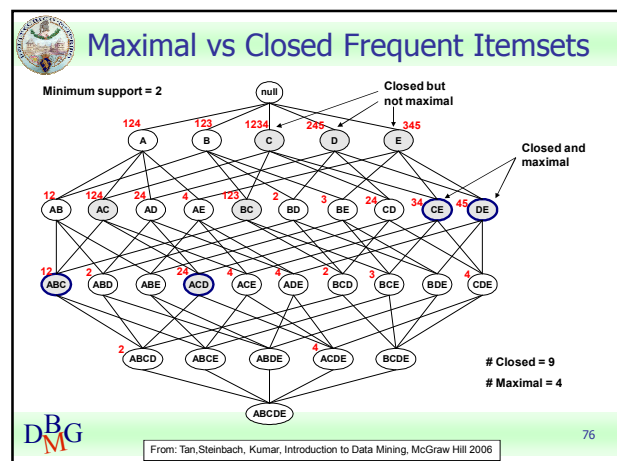 Maximal vs Closed Frequent Itemsets
Minimum support = 2
null
Closed but
not maximal
124 123 1234 245 345
A B C D E
Closed and
maximal
12 124 24 4 123 2 3 24 34 45
AB AC AD AE BC BD BE CD CE DE
12 2 24 4 4 2 3 4
ABC ABD ABE ACD ACE ADE BCD BCE BDE CDE
2 4
ABCD ABCE ABDE ACDE BCDE
# Closed = 9
# Maximal = 4
ABCDE
DBMG
76
From: Tan,Steinbach, Kumar, Introduction to Data Mining, McGraw Hill 2006